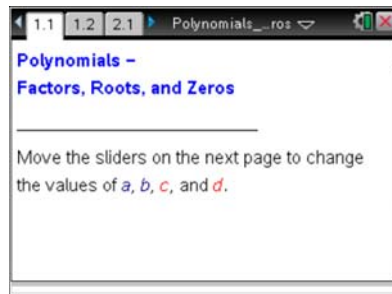 1.1 1.2 2.1 Polynomials_...ros
Polynomials –
Factors, Roots, and Zeros
Move the sliders on the next page to change
the values of a, b, c, and d.